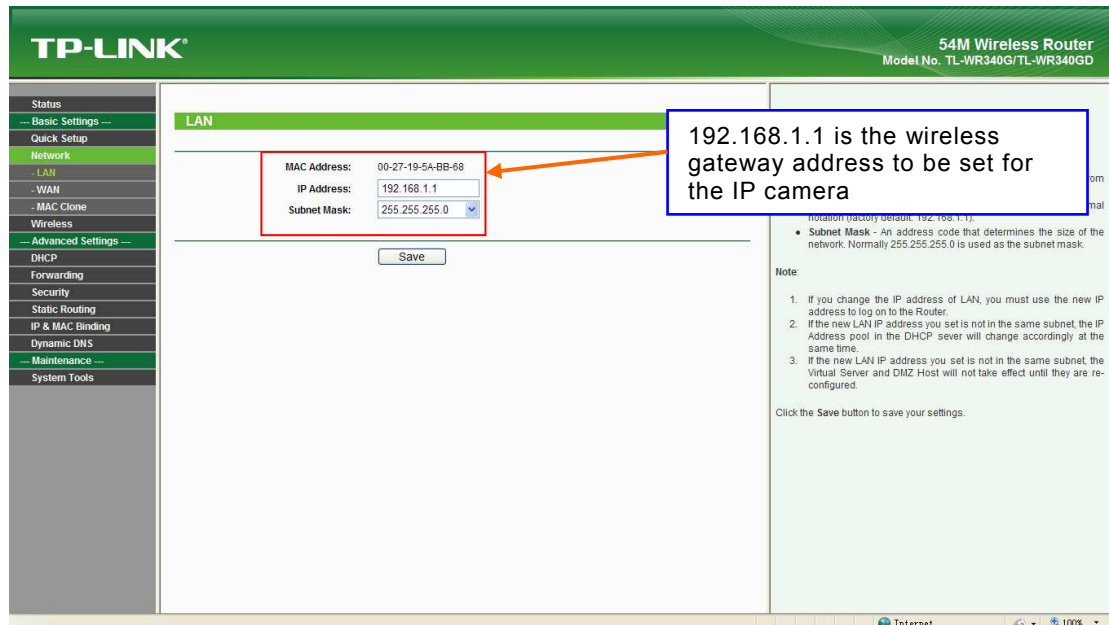 TP-LINK®
54M Wireless Router
Model No. TL-WR340G/TL-WR340GD
Status
--- Basic Settings ---
Quick Setup
Network
- LAN
- WAN
- MAC Clone
Wireless
--- Advanced Settings ---
DHCP
Forwarding
Security
Static Routing
IP & MAC Binding
Dynamic DNS
--- Maintenance ---
System Tools
LAN
MAC Address: 00-27-19-5A-BB-68
IP Address: 192.168.1.1
Subnet Mask: 255.255.255.0
Save
192.168.1.1 is the wireless
gateway address to be set for
the IP camera
notation (factory default: 192.168.1.1).
• Subnet Mask - An address code that determines the size of the
network. Normally 255.255.255.0 is used as the subnet mask.
Note:
1. If you change the IP address of LAN, you must use the new IP
address to log on to the Router.
2. If the new LAN IP address you set is not in the same subnet, the IP
Address pool in the DHCP sever will change accordingly at the
same time.
3. If the new LAN IP address you set is not in the same subnet, the
Virtual Server and DMZ Host will not take effect until they are re-
configured.
Click the Save button to save your settings.
Internet
100%